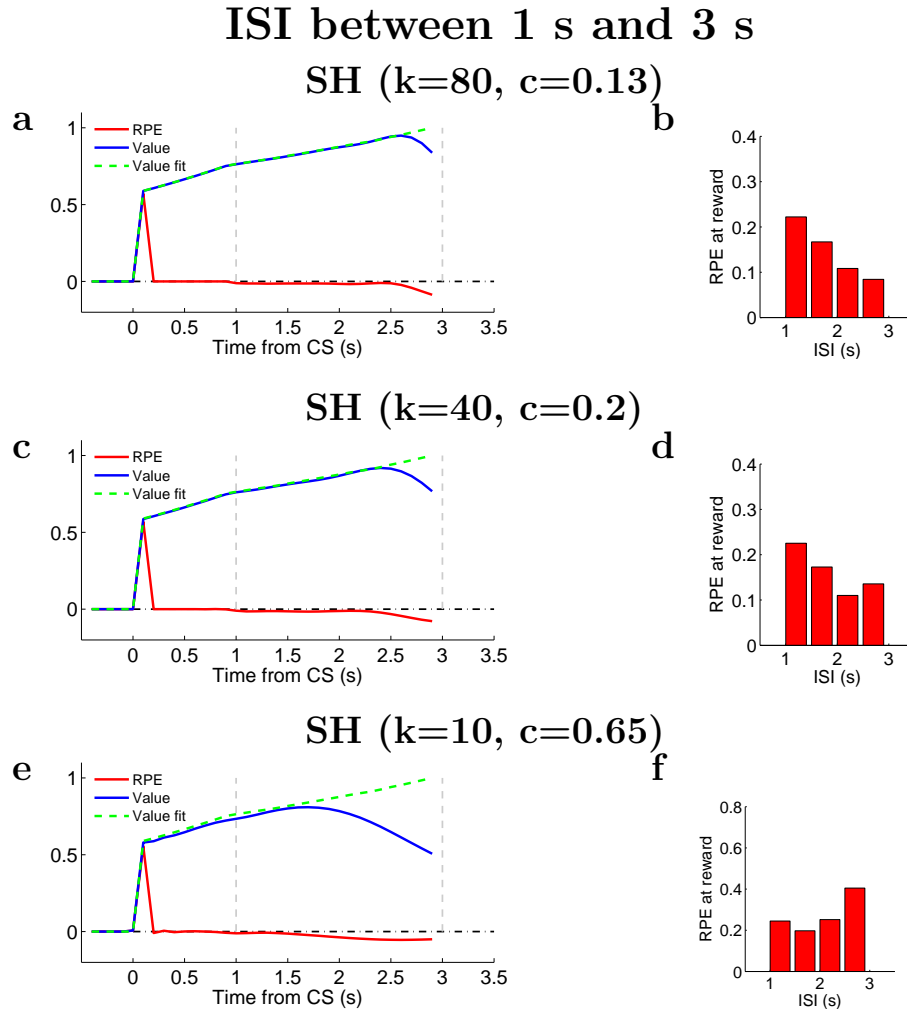 ISI between 1 s and 3 s
SH (k=80, c=0.13)
a
1
0.5
0
RPE
Value
Value fit
0 0.5 1 1.5 2 2.5 3 3.5
Time from CS (s)
b
0.4
0.3
0.2
0.1
0
RPE at reward
1 2 3
ISI (s)
SH (k=40, c=0.2)
c
1
0.5
0
RPE
Value
Value fit
0 0.5 1 1.5 2 2.5 3 3.5
Time from CS (s)
d
0.4
0.3
0.2
0.1
0
RPE at reward
1 2 3
ISI (s)
SH (k=10, c=0.65)
e
1
0.5
0
RPE
Value
Value fit
0 0.5 1 1.5 2 2.5 3 3.5
Time from CS (s)
f
0.8
0.6
0.4
0.2
0
RPE at reward
1 2 3
ISI (s)